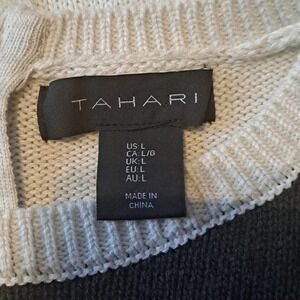 TAHARI
US:L
CA:L/G
UK:L
EU:L
AU:L
MADE IN
CHINA